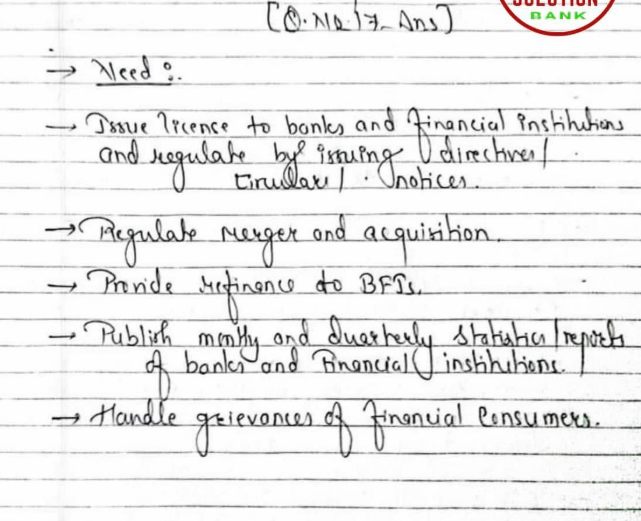 [Q.No.17 Ans]
SOLUTION
BANK
→ Need :.
→ Issue licence to banks and financial institutions
and regulate by issuing directives/
circulars/ notices.
→ Regulate merger and acquisition.
→ Provide refinance to BFIs.
→ Publish montly and quarterly statistics/reports
of banks and financial institutions.
→ Handle grievances of financial consumers.